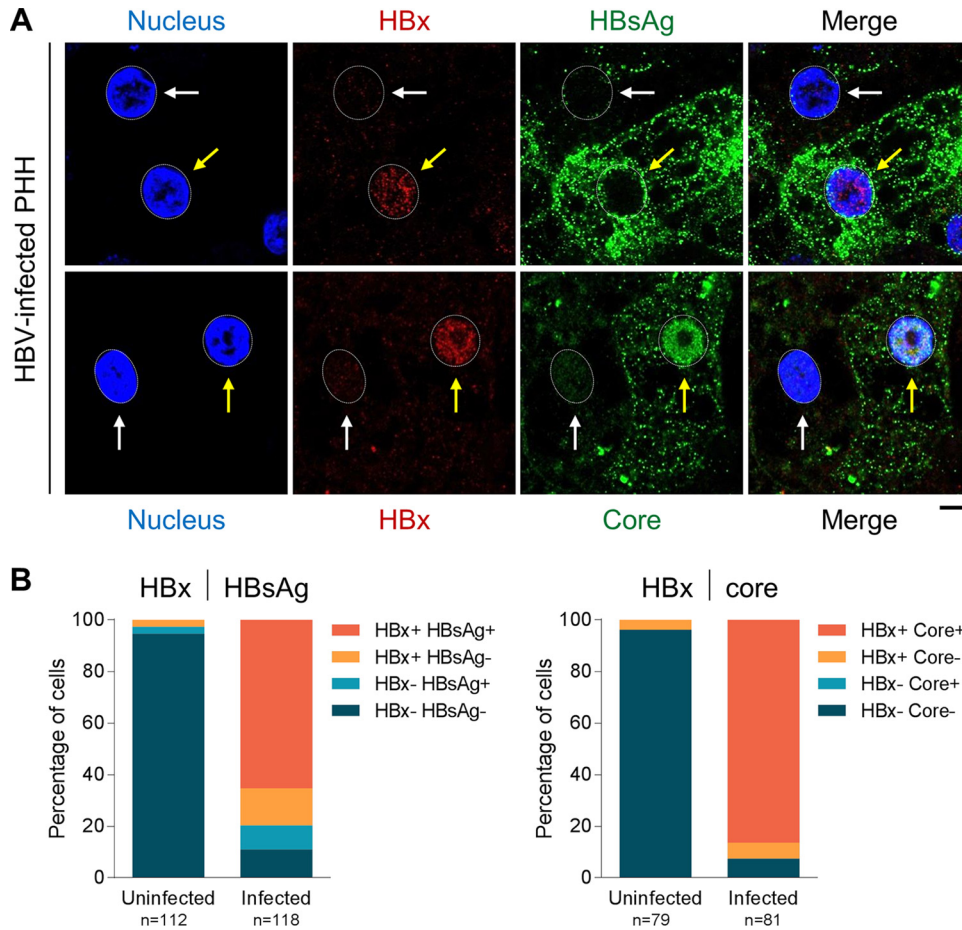 A
Nucleus HBx HBsAg Merge
HBV-infected PHH
Nucleus HBx Core Merge
B
HBx | HBsAg
Percentage of cells
100
80
60
40
20
0
Uninfected Infected
n=112 n=118
HBx+ HBsAg+
HBx+ HBsAg-
HBx- HBsAg+
HBx- HBsAg-
HBx | core
Percentage of cells
100
80
60
40
20
0
Uninfected Infected
n=79 n=81
HBx+ Core+
HBx+ Core-
HBx- Core+
HBx- Core-